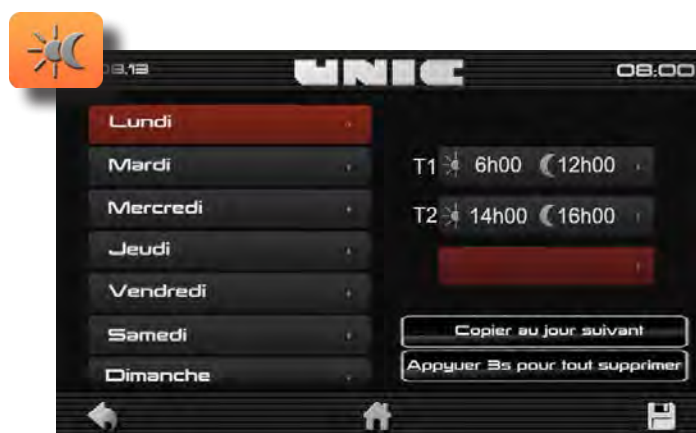 UNIC
08:00
Lundi
Mardi
T1 6h00 12h00
Mercredi
T2 14h00 16h00
Jeudi
Vendredi
Samedi
Copier au jour suivant
Appyuer 3s pour tout supprimer
Dimanche